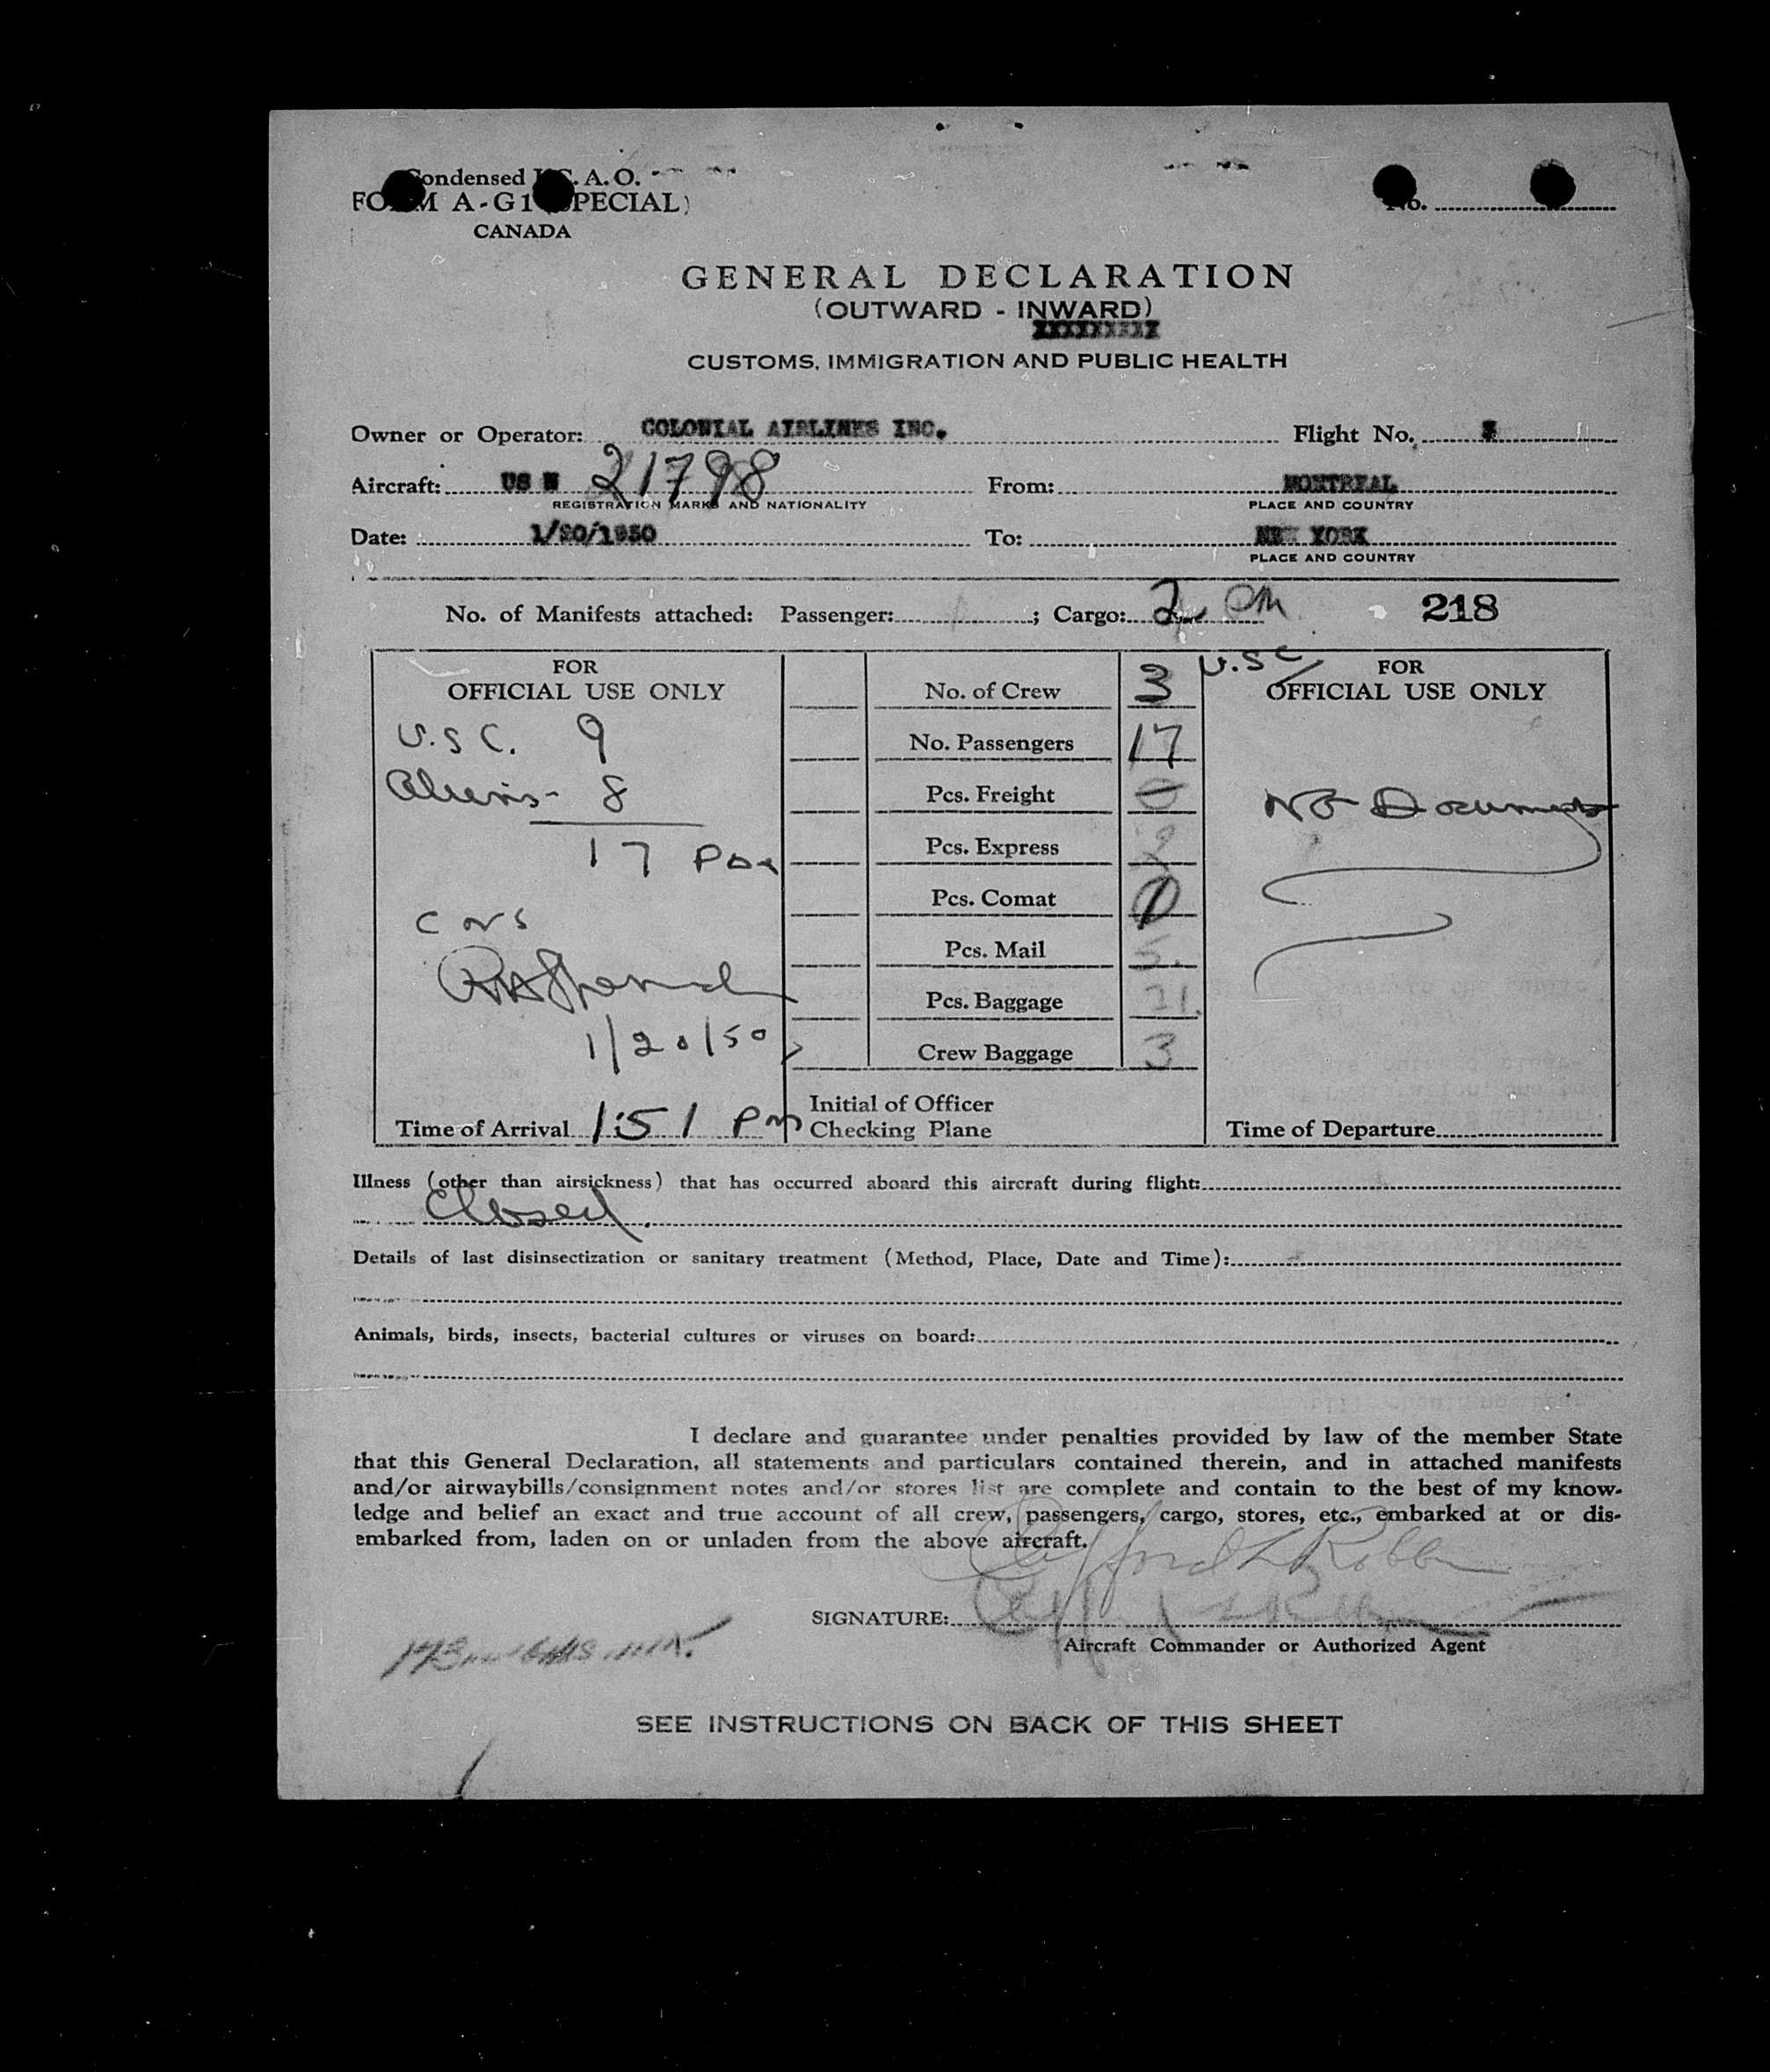 Condensed I.C.A.O.
FORM A-G1 (SPECIAL)
CANADA
No.
GENERAL DECLARATION
(OUTWARD - INWARD)
XXXXXXXXX
CUSTOMS, IMMIGRATION AND PUBLIC HEALTH
Owner or Operator: COLONIAL AIRLINES INC. Flight No.
Aircraft: US N 21798 From: MONTREAL
REGISTRATION MARKS AND NATIONALITY PLACE AND COUNTRY
Date: 1/20/1950 To: NEW YORK
PLACE AND COUNTRY
No. of Manifests attached: Passenger: ; Cargo: 2 218
FOR
OFFICIAL USE ONLY
U.S.C. 9
Aliens - 8
17 Pax
R.A. 
1/20/50
Time of Arrival 1:51 PM
No. of Crew 3 U.S.C
No. Passengers 17
Pcs. Freight 0
Pcs. Express
Pcs. Comat
Pcs. Mail 5.
Pcs. Baggage 21.
Crew Baggage 3
Initial of Officer
Checking Plane
FOR
OFFICIAL USE ONLY
No Documents
Time of Departure
Illness (other than airsickness) that has occurred aboard this aircraft during flight:
Closed
Details of last disinsectization or sanitary treatment (Method, Place, Date and Time):
Animals, birds, insects, bacterial cultures or viruses on board:
I declare and guarantee under penalties provided by law of the member State
that this General Declaration, all statements and particulars contained therein, and in attached manifests
and/or airwaybills/consignment notes and/or stores list are complete and contain to the best of my know-
ledge and belief an exact and true account of all crew, passengers, cargo, stores, etc., embarked at or dis-
embarked from, laden on or unladen from the above aircraft.
SIGNATURE:
Aircraft Commander or Authorized Agent
SEE INSTRUCTIONS ON BACK OF THIS SHEET